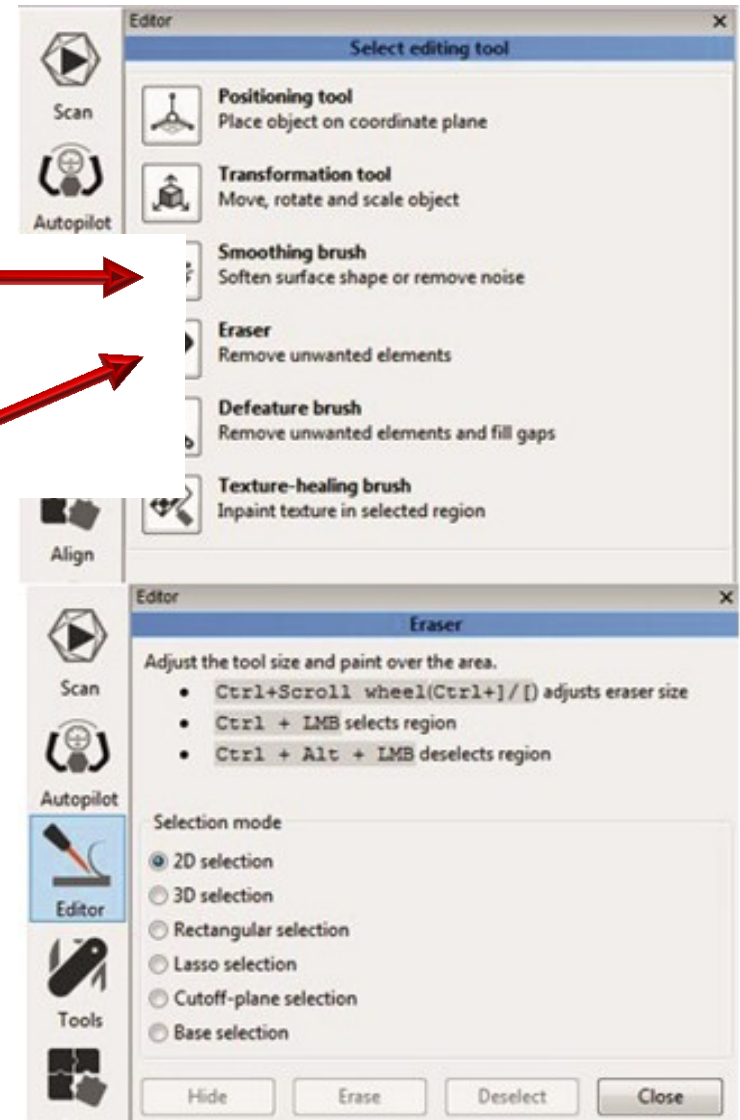 Editor
Select editing tool
Scan
Positioning tool
Place object on coordinate plane
Autopilot
Transformation tool
Move, rotate and scale object
Smoothing brush
Soften surface shape or remove noise
Eraser
Remove unwanted elements
Defeature brush
Remove unwanted elements and fill gaps
Texture-healing brush
Inpaint texture in selected region
Align
Editor
Eraser
Scan
Adjust the tool size and paint over the area.
• Ctrl+Scroll wheel(Ctrl+]/[) adjusts eraser size
• Ctrl + LMB selects region
• Ctrl + Alt + LMB deselects region
Autopilot
Selection mode
2D selection
3D selection
Editor
Rectangular selection
Lasso selection
Cutoff-plane selection
Tools
Base selection
Hide Erase Deselect Close